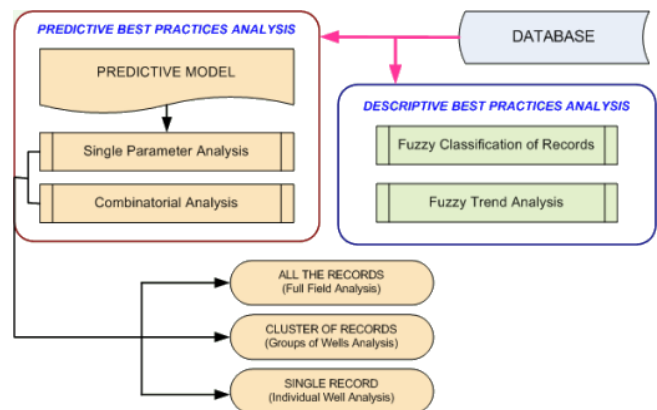 PREDICTIVE BEST PRACTICES ANALYSIS
PREDICTIVE MODEL
Single Parameter Analysis
Combinatorial Analysis
DATABASE
DESCRIPTIVE BEST PRACTICES ANALYSIS
Fuzzy Classification of Records
Fuzzy Trend Analysis
ALL THE RECORDS
(Full Field Analysis)
CLUSTER OF RECORDS
(Groups of Wells Analysis)
SINGLE RECORD
(Individual Well Analysis)